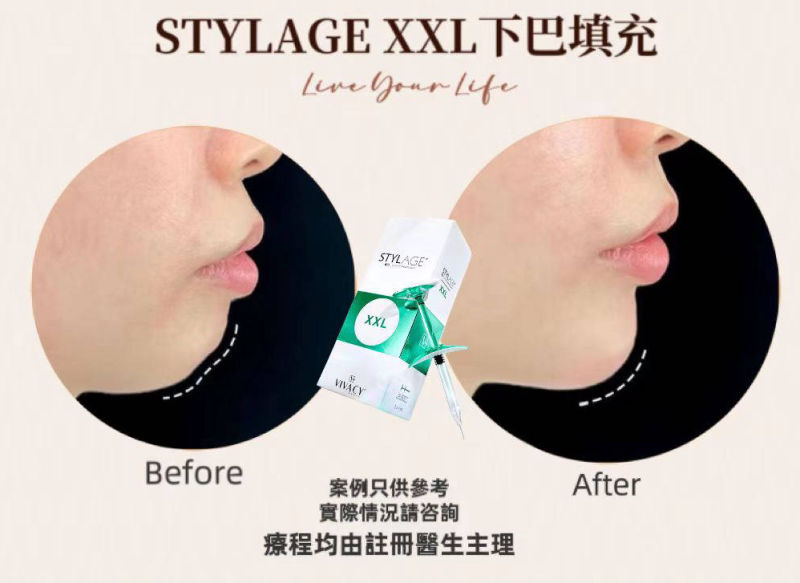 STYLAGE XXL下巴填充
Live Your Life
STYLAGE
XXL
XXL
VIVACY
Before
After
案例只供參考
實際情況請咨詢
療程均由註冊醫生主理